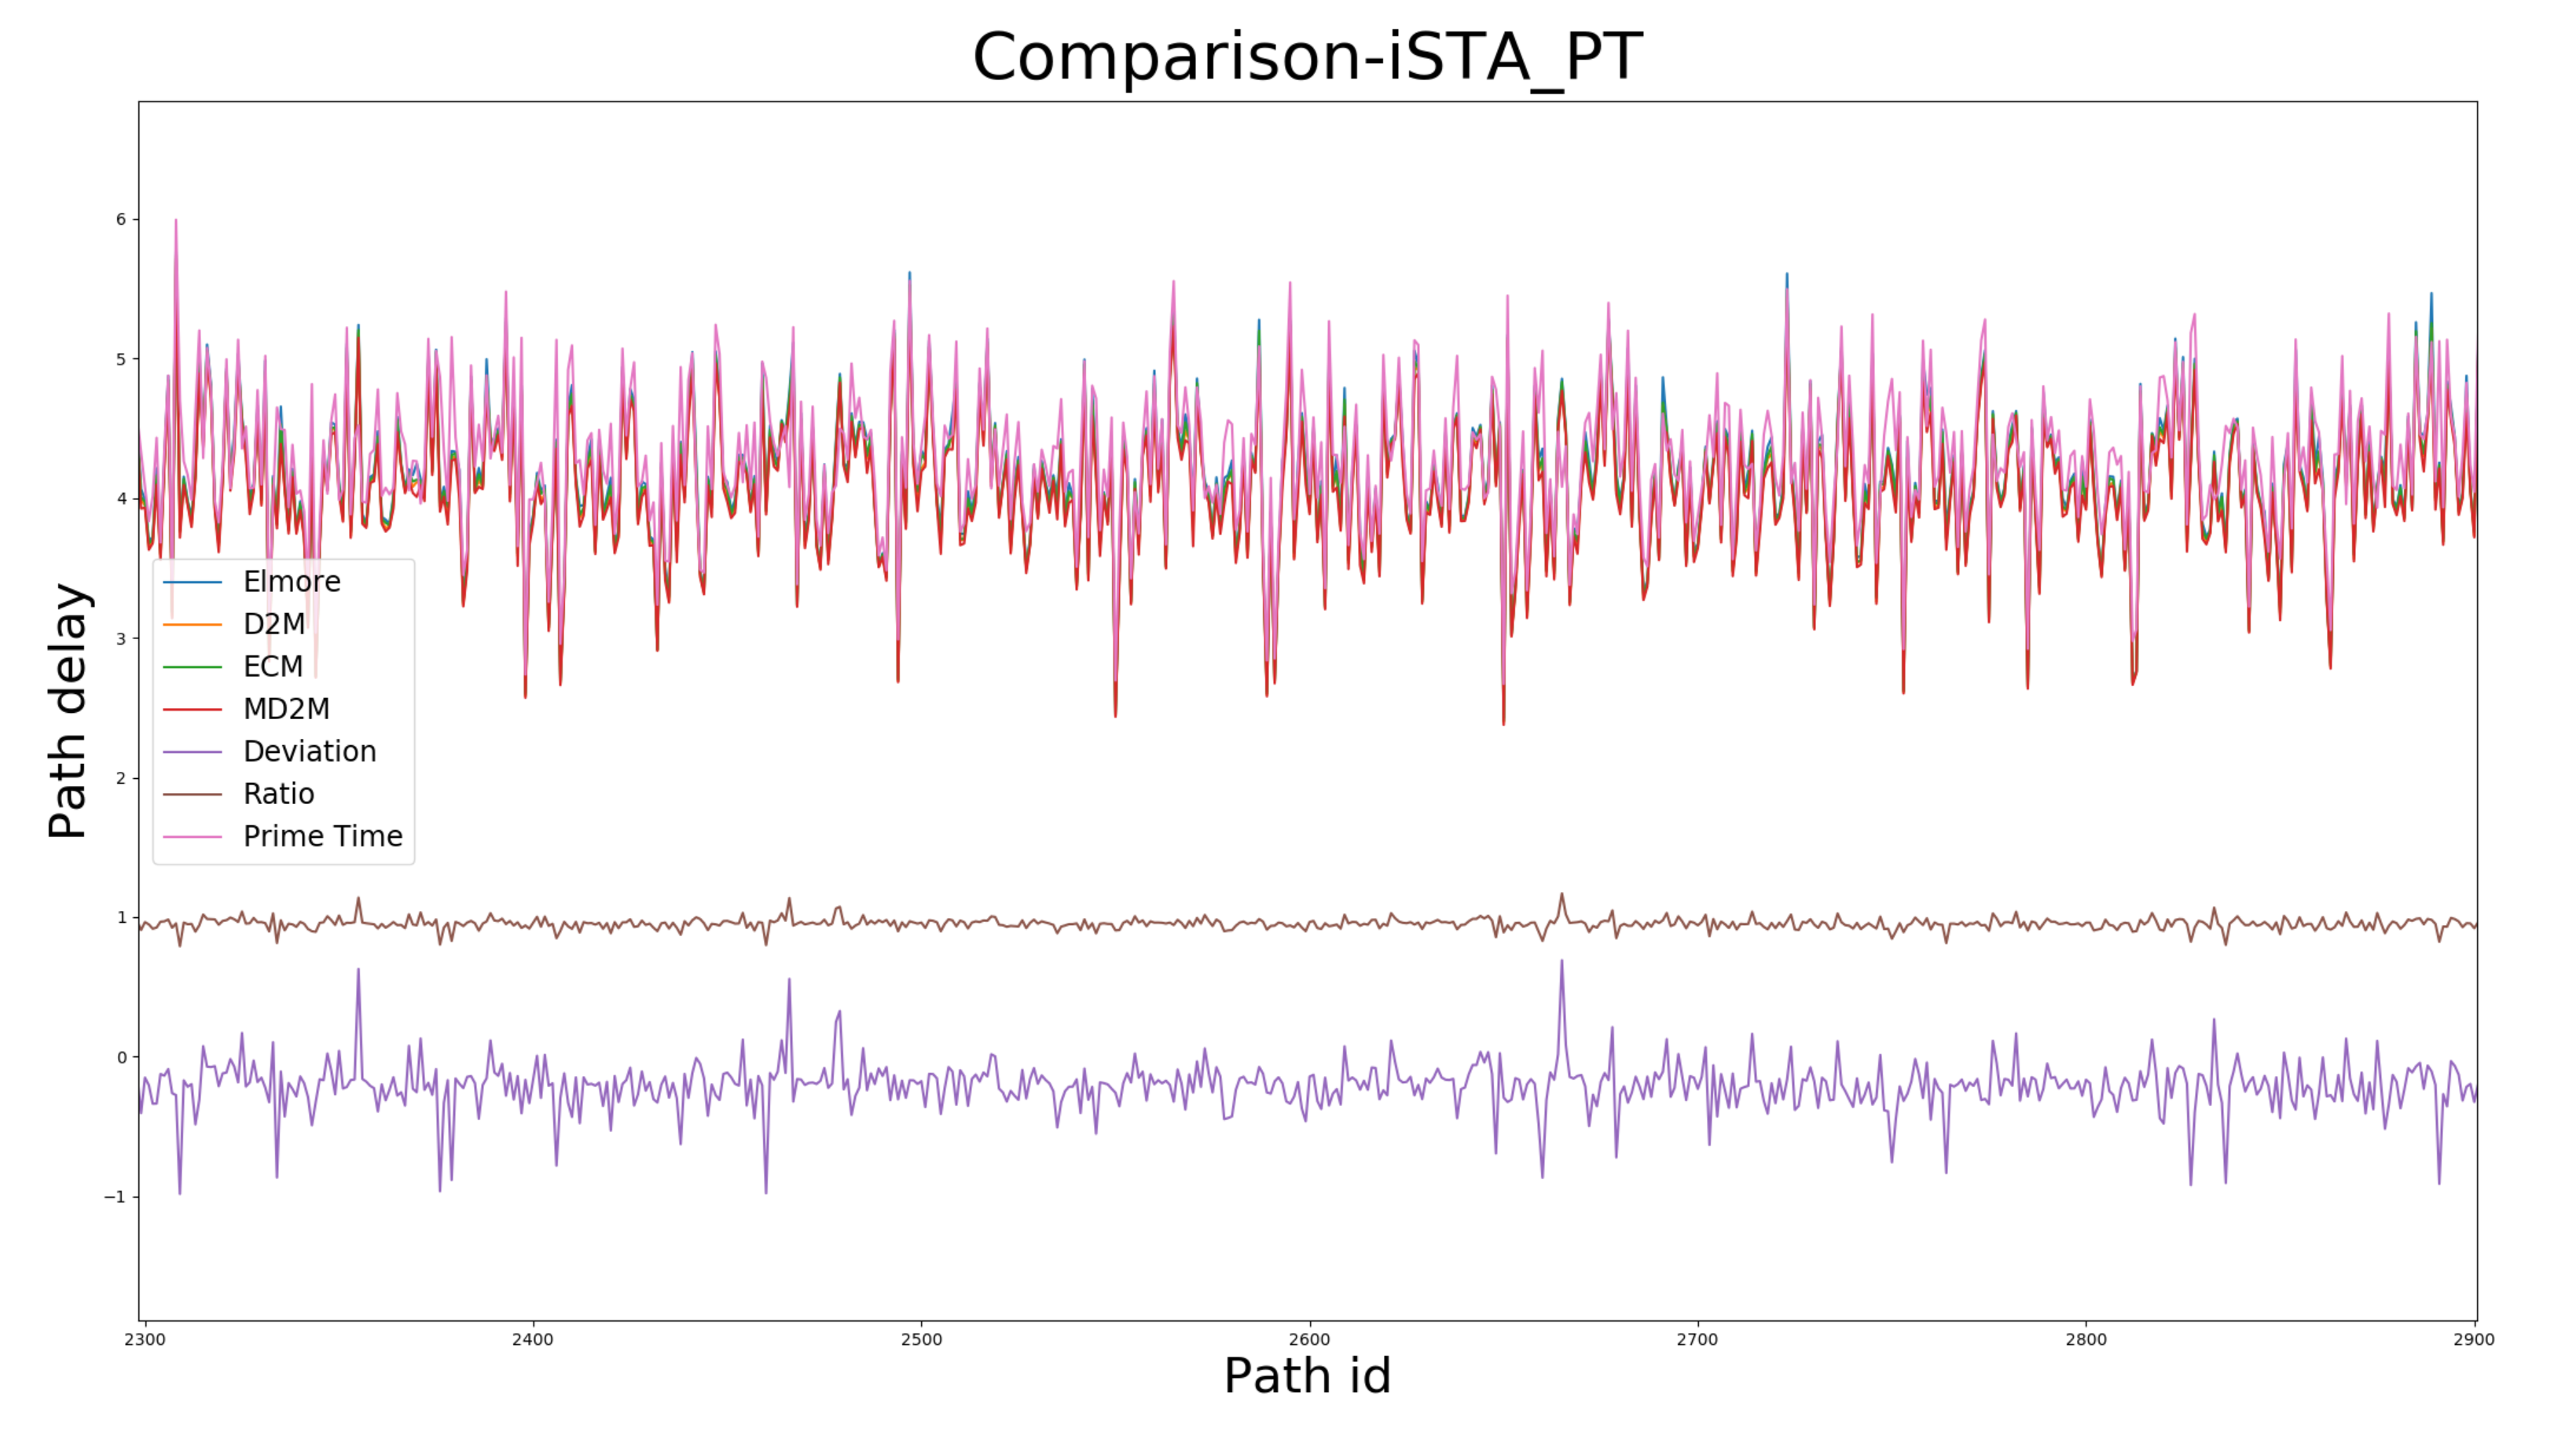 Comparison-iSTA_PT
Path delay
6
5
4
3
2
1
0
−1
Elmore
D2M
ECM
MD2M
Deviation
Ratio
Prime Time
2300 2400 2500 2600 2700 2800 2900
Path id